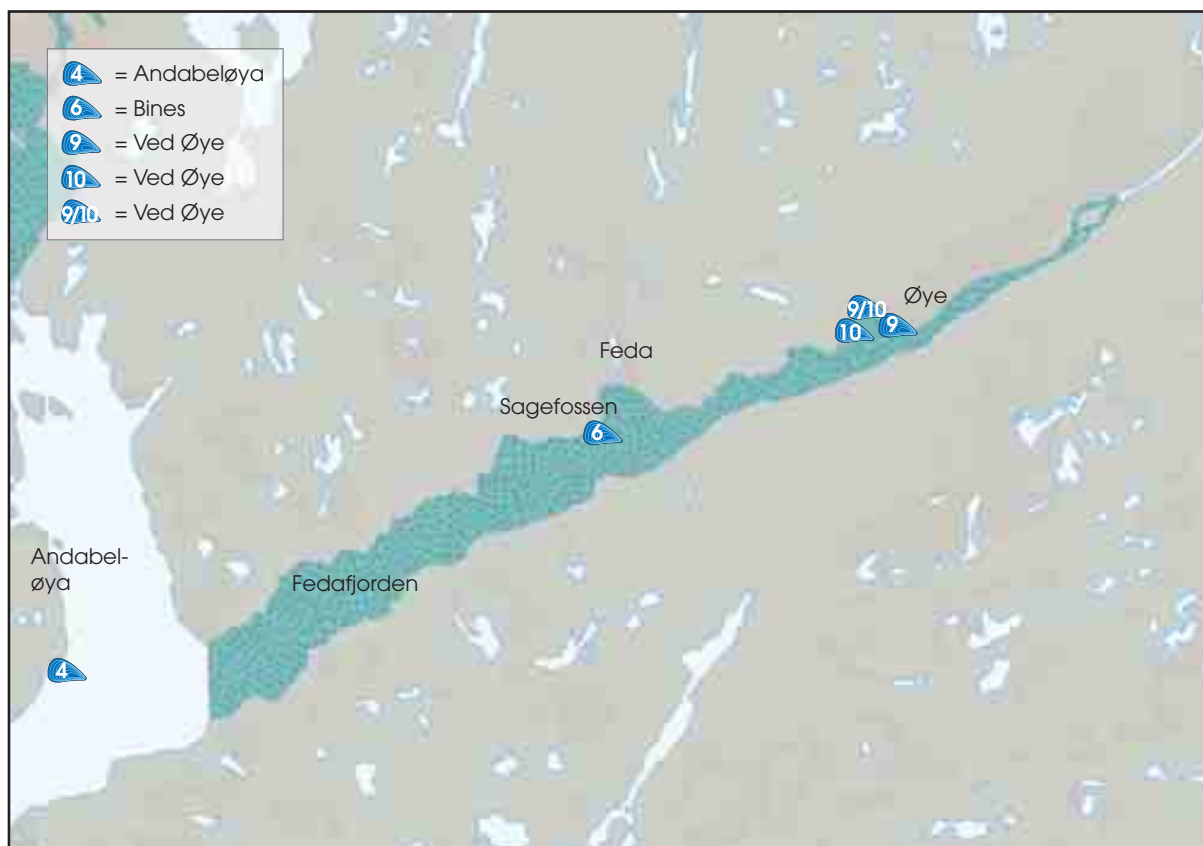 4 = Andabeløya
6 = Bines
9 = Ved Øye
10 = Ved Øye
9/10 = Ved Øye
Øye
9/10
10
9
Feda
Sagefossen
6
Andabel-
øya
Fedafjorden
4